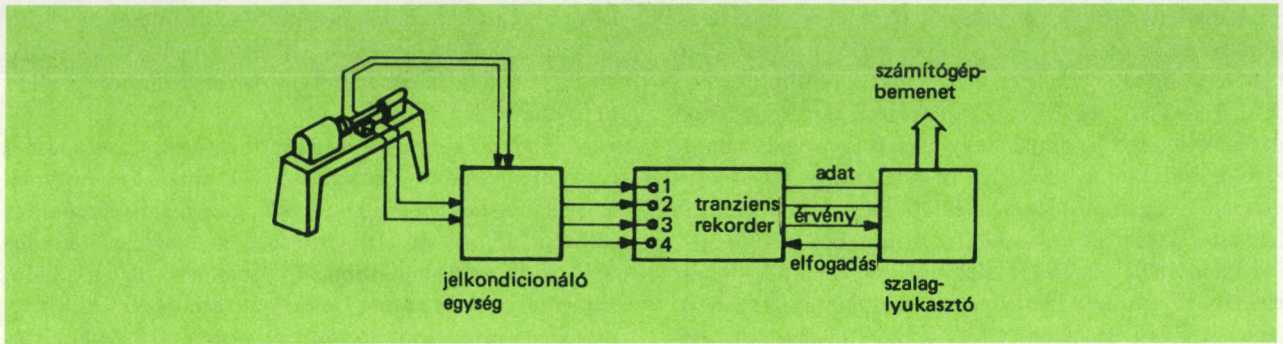 számítógép-
bemenet
1
2
3
4
tranziens
rekorder
adat
érvény
elfogadás
jelkondicionáló
egység
szalag-
lyukasztó